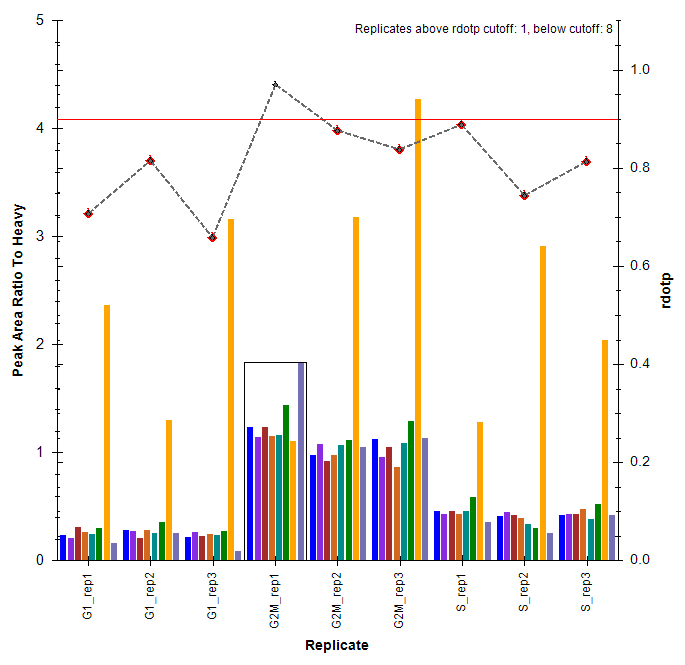 Replicates above rdotp cutoff: 1, below cutoff: 8
5
4
3
2
1
0
1.0
0.8
0.6
0.4
0.2
0.0
Peak Area Ratio To Heavy
rdotp
G1_rep1
G1_rep2
G1_rep3
G2M_rep1
G2M_rep2
G2M_rep3
S_rep1
S_rep2
S_rep3
Replicate